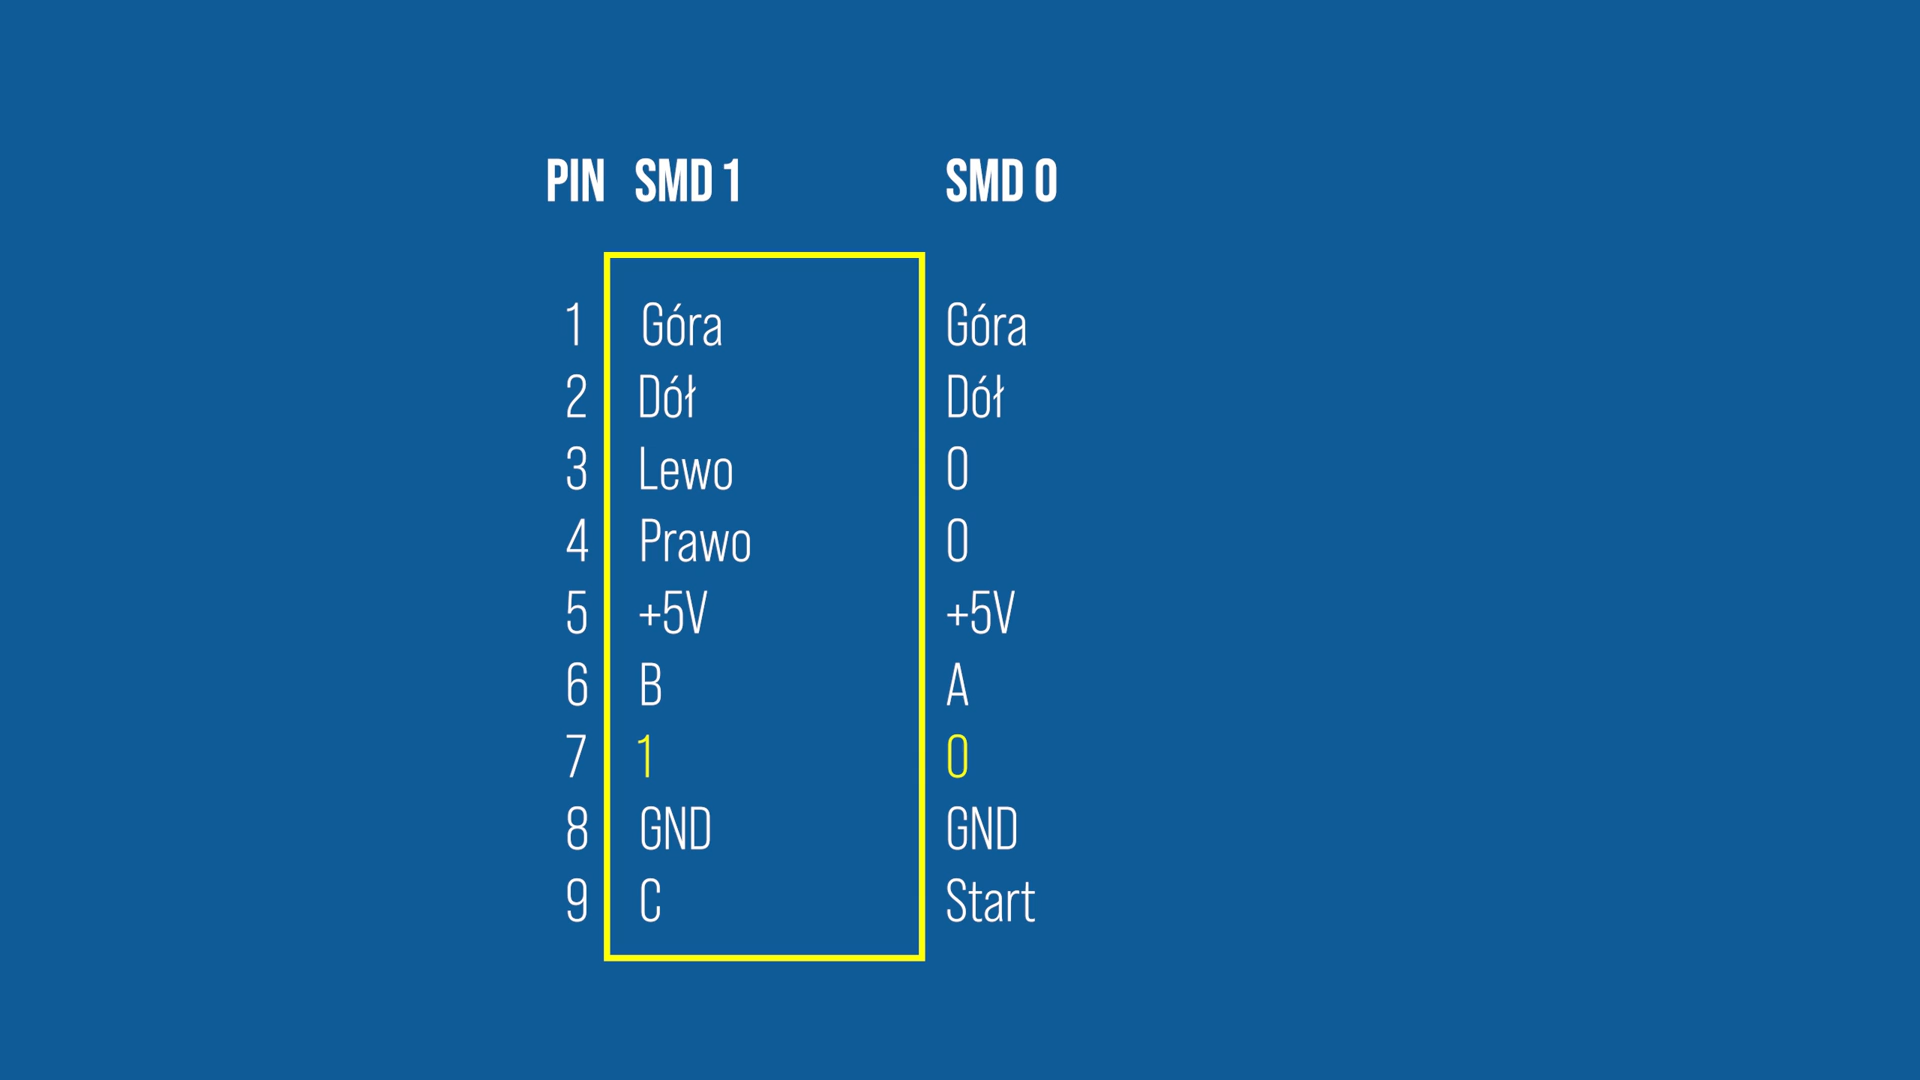 PIN SMD 1 SMD 0
1 Góra Góra
2 Dół Dół
3 Lewo 0
4 Prawo 0
5 +5V +5V
6 B A
7 1 0
8 GND GND
9 C Start